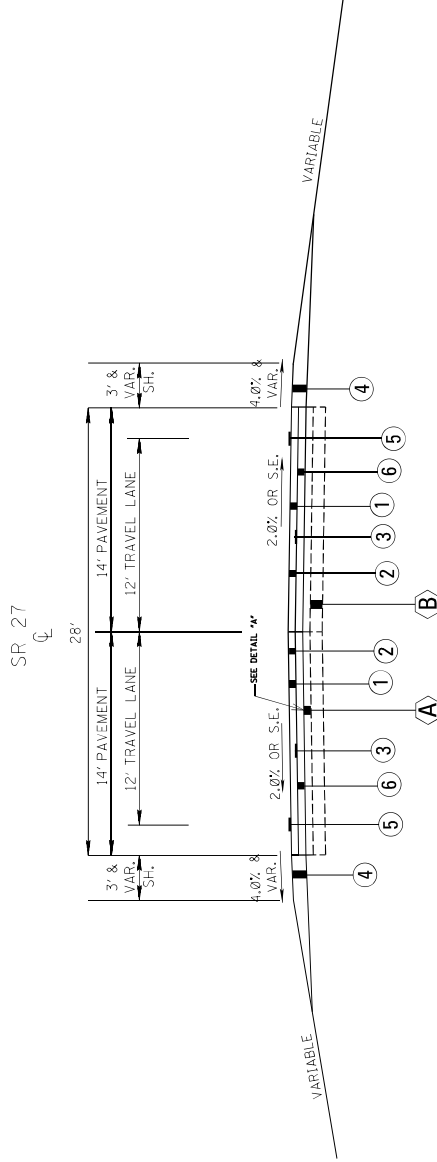 SR 27
℄
28'
14' PAVEMENT
14' PAVEMENT
12' TRAVEL LANE
12' TRAVEL LANE
3' &
VAR.
SH.
3' &
VAR.
SH.
4.0% &
VAR.
2.0% OR S.E.
SEE DETAIL "A"
2.0% OR S.E.
4.0% &
VAR.
VARIABLE
VARIABLE
4
5
6
3
1
2
2
1
3
6
5
4
A
B